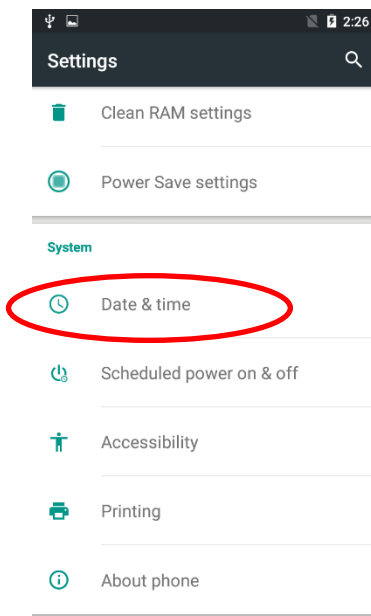 2:26
Settings
Clean RAM settings
Power Save settings
System
Date & time
Scheduled power on & off
Accessibility
Printing
About phone